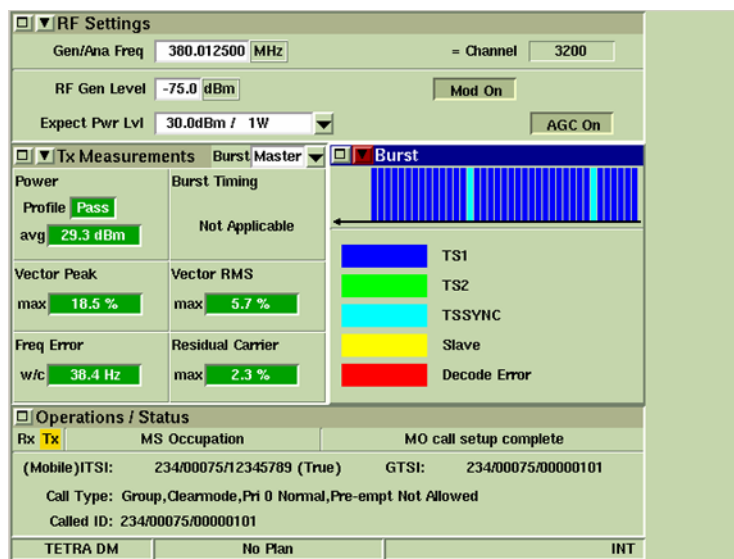 RF Settings
Gen/Ana Freq 380.012500 MHz = Channel 3200
RF Gen Level -75.0 dBm Mod On
Expect Pwr Lvl 30.0dBm / 1W AGC On
Tx Measurements Burst Master
Power
Profile Pass
avg 29.3 dBm
Burst Timing
Not Applicable
Vector Peak
max 18.5 %
Vector RMS
max 5.7 %
Freq Error
w/c 38.4 Hz
Residual Carrier
max 2.3 %
Burst
TS1
TS2
TSSYNC
Slave
Decode Error
Operations / Status
Rx Tx MS Occupation MO call setup complete
(Mobile)ITSI: 234/00075/12345789 (True) GTSI: 234/00075/00000101
Call Type: Group,Clearmode,Pri 0 Normal,Pre-empt Not Allowed
Called ID: 234/00075/00000101
TETRA DM No Plan INT